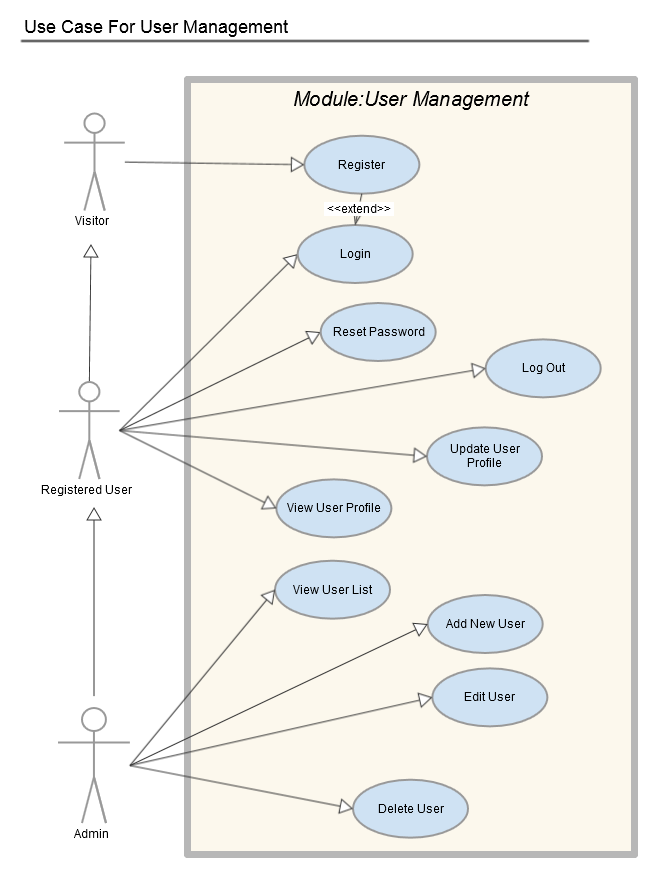 Use Case For User Management
Module:User Management
Register
Visitor
<<extend>>
Login
Reset Password
Log Out
Update User
Profile
Registered User
View User Profile
View User List
Add New User
Edit User
Delete User
Admin